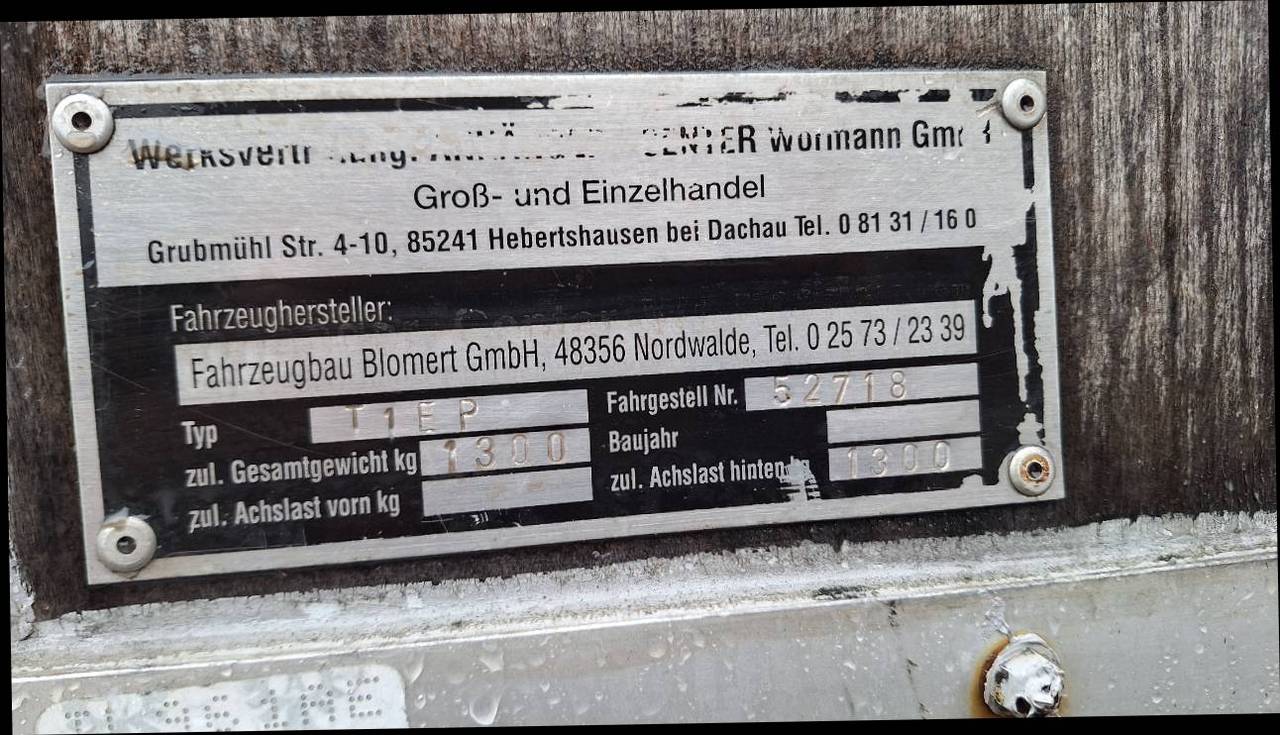 CENTER Wörmann Gm
Groß- und Einzelhandel
Grubmühl Str. 4-10, 85241 Hebertshausen bei Dachau Tel. 0 81 31 / 16 0
Fahrzeughersteller:
Fahrzeugbau Blomert GmbH, 48356 Nordwalde, Tel. 0 25 73 / 23 39
Typ T1EP Fahrgestell Nr. 52718
zul. Gesamtgewicht kg 1300 Baujahr
zul. Achslast vorn kg zul. Achslast hinten kg 1300